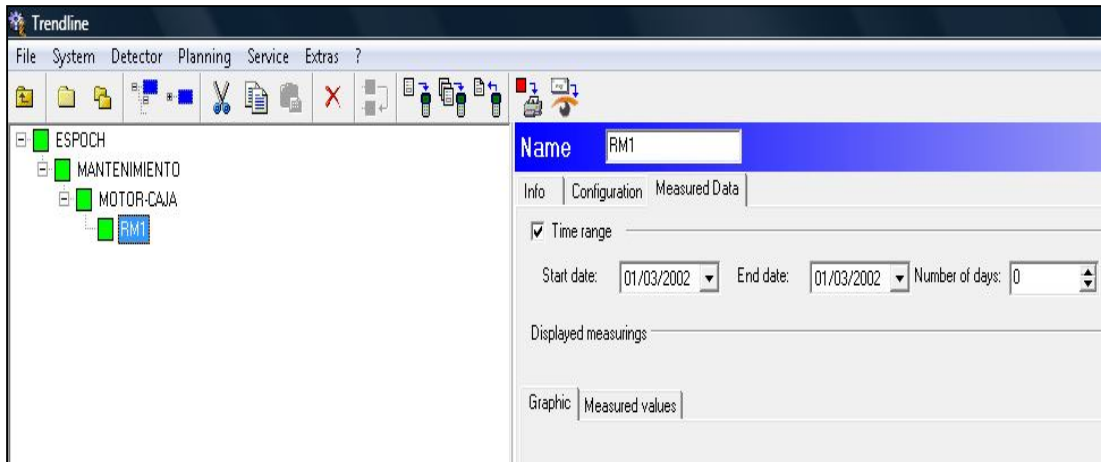 Trendline
File System Detector Planning Service Extras ?
ESPOCH
MANTENIMIENTO
MOTOR-CAJA
RM1
Name RM1
Info Configuration Measured Data
Time range
Start date: 01/03/2002 End date: 01/03/2002 Number of days: 0
Displayed measurings
Graphic Measured values